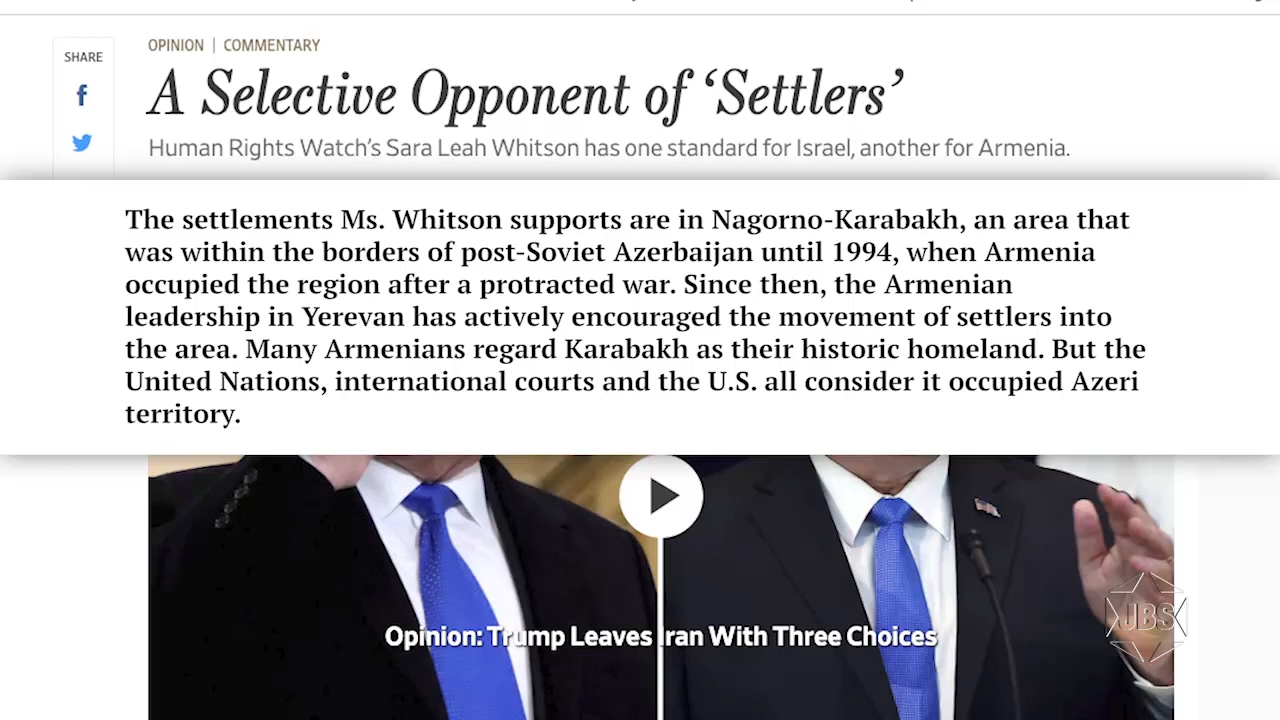 OPINION | COMMENTARY
SHARE
A Selective Opponent of ‘Settlers’
Human Rights Watch’s Sara Leah Whitson has one standard for Israel, another for Armenia.
The settlements Ms. Whitson supports are in Nagorno-Karabakh, an area that
was within the borders of post-Soviet Azerbaijan until 1994, when Armenia
occupied the region after a protracted war. Since then, the Armenian
leadership in Yerevan has actively encouraged the movement of settlers into
the area. Many Armenians regard Karabakh as their historic homeland. But the
United Nations, international courts and the U.S. all consider it occupied Azeri
territory.
Opinion: Trump Leaves Iran With Three Choices
JBS